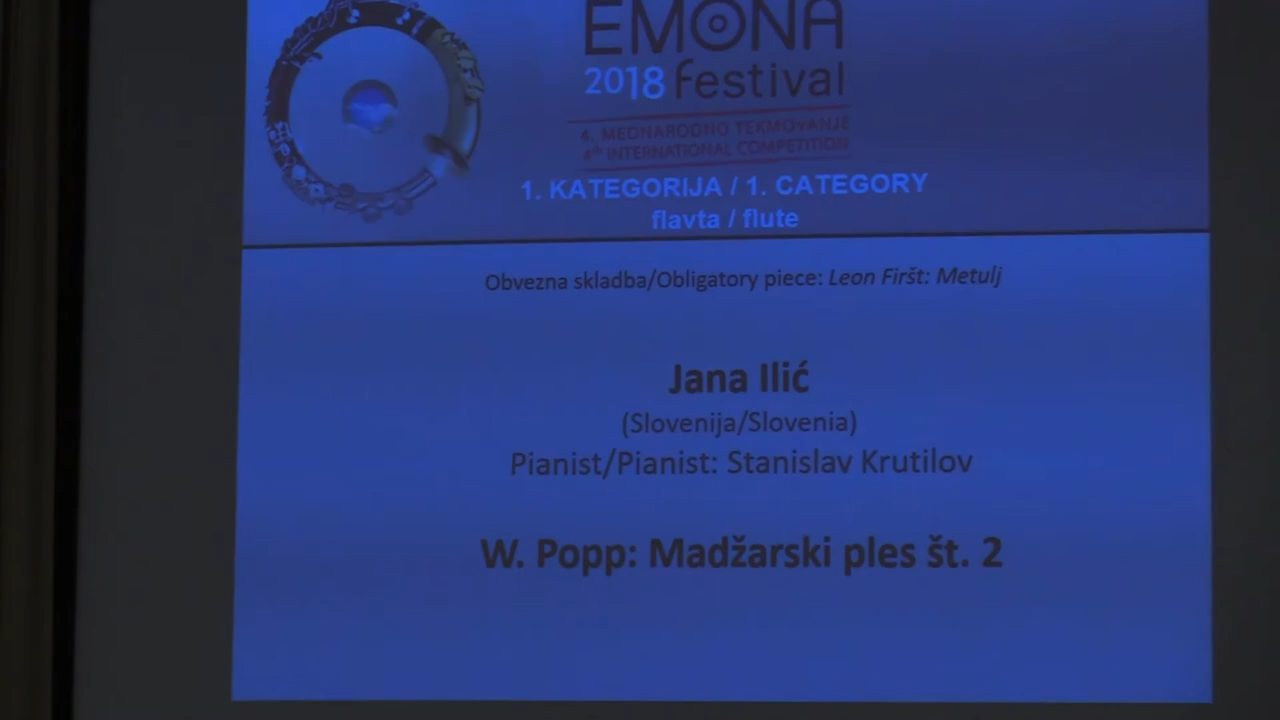 EMONA
2018 festival
4. MEDNARODNO TEKMOVANJE
4th INTERNATIONAL COMPETITION
1. KATEGORIJA / 1. CATEGORY
flavta / flute
Obvezna skladba/Obligatory piece: Leon Firšt: Metulj
Jana Ilić
(Slovenija/Slovenia)
Pianist/Pianist: Stanislav Krutilov
W. Popp: Madžarski ples št. 2